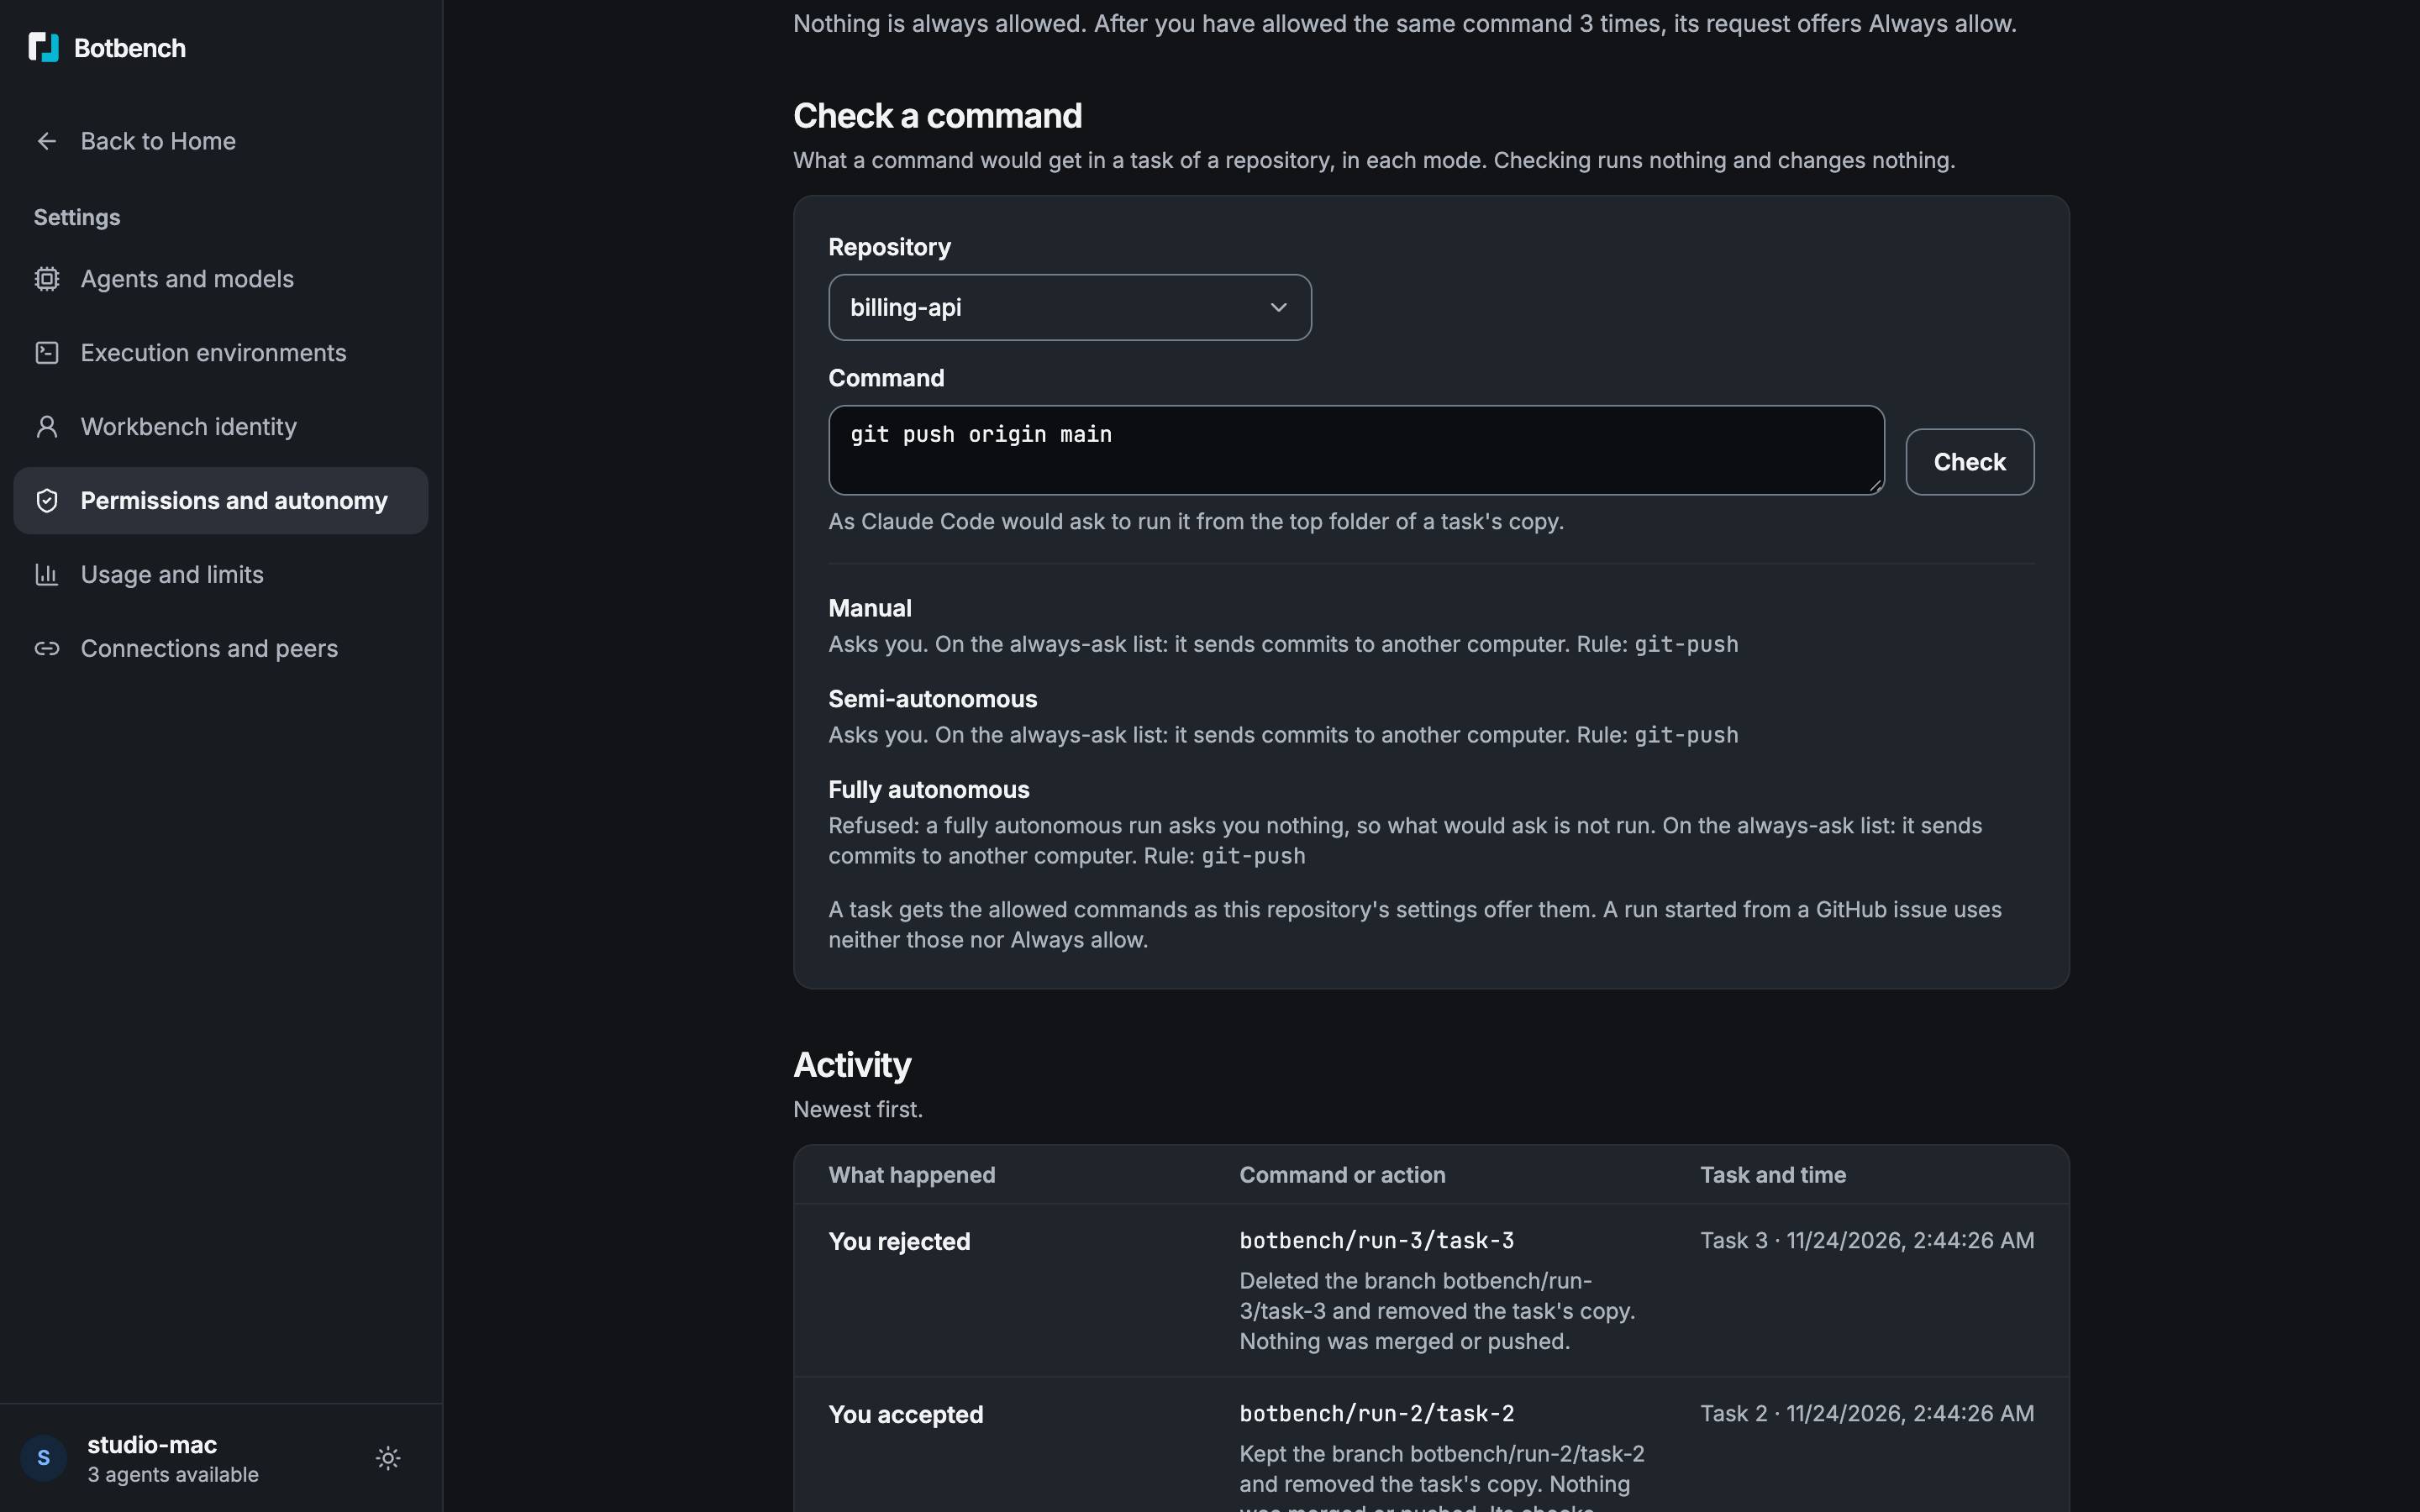 Botbench
Back to Home
Settings
Agents and models
Execution environments
Workbench identity
Permissions and autonomy
Usage and limits
Connections and peers
S
studio-mac
3 agents available
Nothing is always allowed. After you have allowed the same command 3 times, its request offers Always allow.
Check a command
What a command would get in a task of a repository, in each mode. Checking runs nothing and changes nothing.
Repository
billing-api
Command
git push origin main
Check
As Claude Code would ask to run it from the top folder of a task's copy.
Manual
Asks you. On the always-ask list: it sends commits to another computer. Rule: git-push
Semi-autonomous
Asks you. On the always-ask list: it sends commits to another computer. Rule: git-push
Fully autonomous
Refused: a fully autonomous run asks you nothing, so what would ask is not run. On the always-ask list: it sends
commits to another computer. Rule: git-push
A task gets the allowed commands as this repository's settings offer them. A run started from a GitHub issue uses
neither those nor Always allow.
Activity
Newest first.
What happened
Command or action
Task and time
You rejected
botbench/run-3/task-3
Task 3 · 11/24/2026, 2:44:26 AM
Deleted the branch botbench/run-
3/task-3 and removed the task's copy.
Nothing was merged or pushed.
You accepted
botbench/run-2/task-2
Task 2 · 11/24/2026, 2:44:26 AM
Kept the branch botbench/run-2/task-2
and removed the task's copy. Nothing